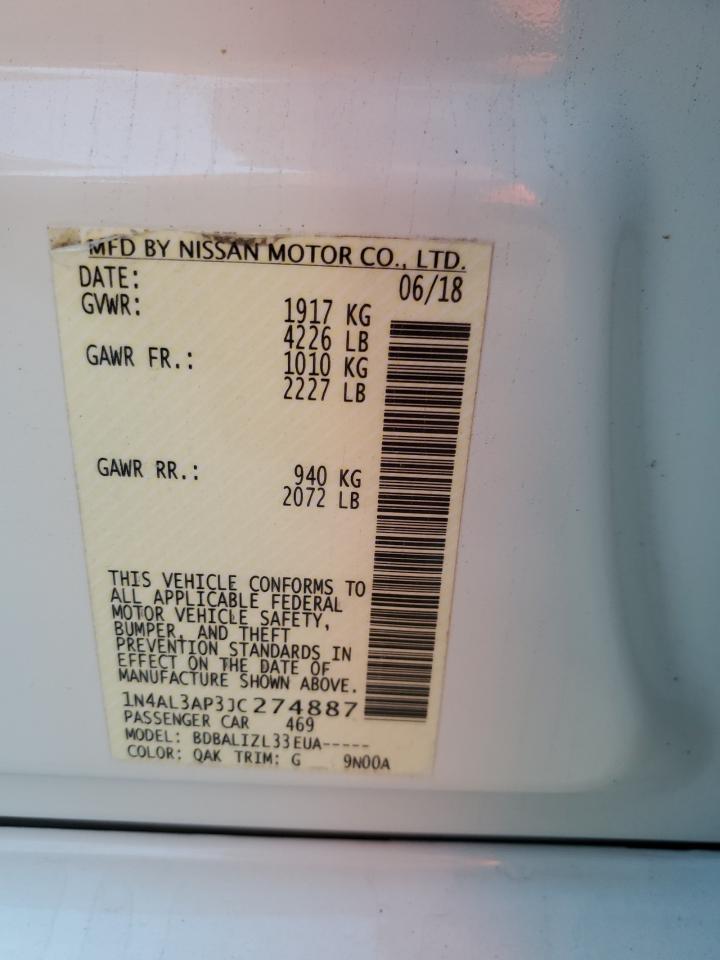 MFD BY NISSAN MOTOR CO., LTD.
DATE: 06/18
GVWR: 1917 KG
4226 LB
GAWR FR.: 1010 KG
2227 LB
GAWR RR.: 940 KG
2072 LB
THIS VEHICLE CONFORMS TO
ALL APPLICABLE FEDERAL
MOTOR VEHICLE SAFETY,
BUMPER, AND THEFT
PREVENTION STANDARDS IN
EFFECT ON THE DATE OF
MANUFACTURE SHOWN ABOVE.
1N4AL3AP3JC274887
PASSENGER CAR 469
MODEL: BDBALIZL33EUA-----
COLOR: QAK TRIM: G 9N00A